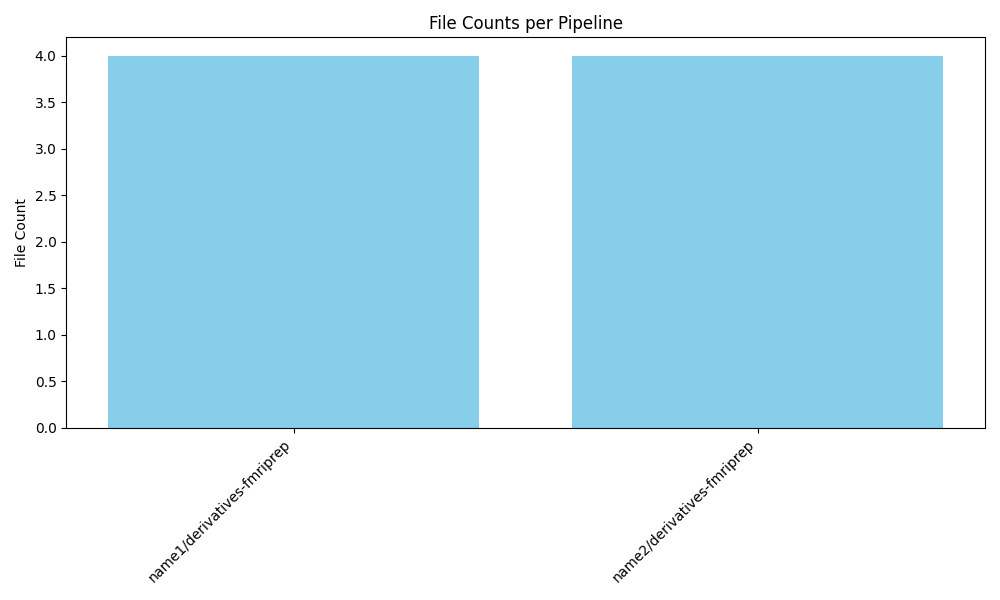 File Counts per Pipeline
File Count
4.0
3.5
3.0
2.5
2.0
1.5
1.0
0.5
0.0
name1/derivatives-fmriprep
name2/derivatives-fmriprep